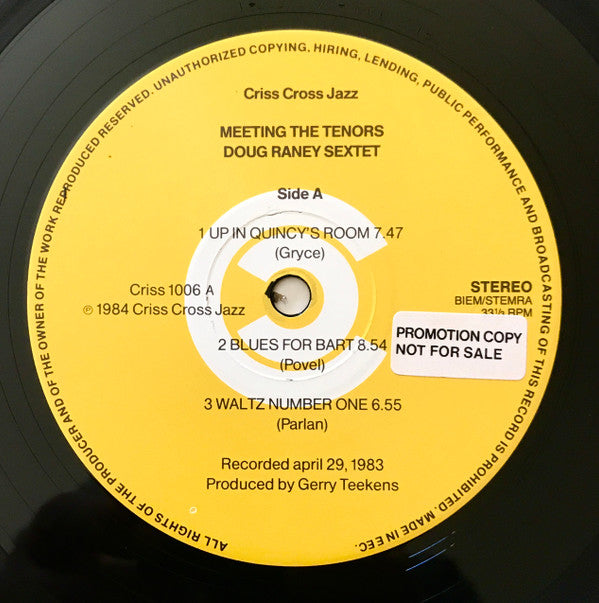 ALL RIGHTS OF THE PRODUCER AND OF THE OWNER OF THE WORK REPRODUCED RESERVED. UNAUTHORIZED COPYING, HIRING, LENDING, PUBLIC PERFORMANCE AND BROADCASTING OF THIS RECORD IS PROHIBITED. MADE IN EEC.
Criss Cross Jazz
MEETING THE TENORS
DOUG RANEY SEXTET
Side A
1 UP IN QUINCY'S ROOM 7.47
(Gryce)
Criss 1006 A
℗ 1984 Criss Cross Jazz
STEREO
BIEM/STEMRA
33⅓ RPM
PROMOTION COPY
NOT FOR SALE
2 BLUES FOR BART 8.54
(Povel)
3 WALTZ NUMBER ONE 6.55
(Parlan)
Recorded april 29, 1983
Produced by Gerry Teekens